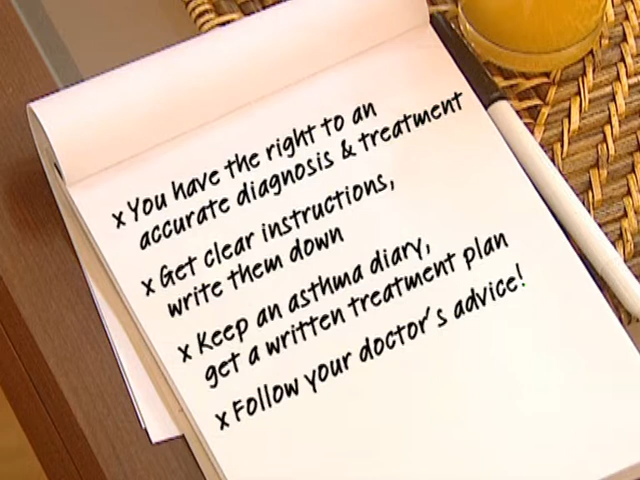 x You have the right to an
accurate diagnosis & treatment
x Get clear instructions,
write them down
x Keep an asthma diary,
get a written treatment plan
x Follow your doctor's advice!